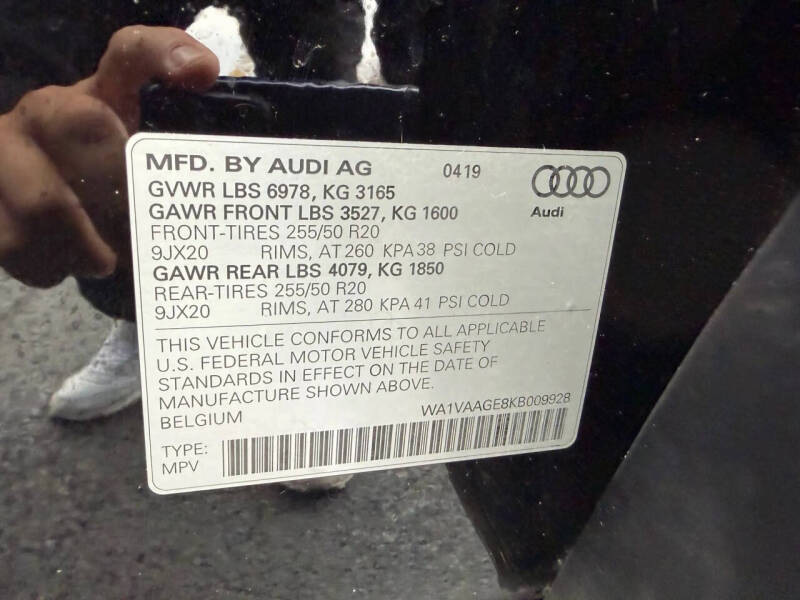 MFD. BY AUDI AG 0419
GVWR LBS 6978, KG 3165
GAWR FRONT LBS 3527, KG 1600
Audi
FRONT-TIRES 255/50 R20
9JX20 RIMS, AT 260 KPA 38 PSI COLD
GAWR REAR LBS 4079, KG 1850
REAR-TIRES 255/50 R20
9JX20 RIMS, AT 280 KPA 41 PSI COLD
THIS VEHICLE CONFORMS TO ALL APPLICABLE
U.S. FEDERAL MOTOR VEHICLE SAFETY
STANDARDS IN EFFECT ON THE DATE OF
MANUFACTURE SHOWN ABOVE.
BELGIUM WA1VAAGE8KB009928
TYPE:
MPV